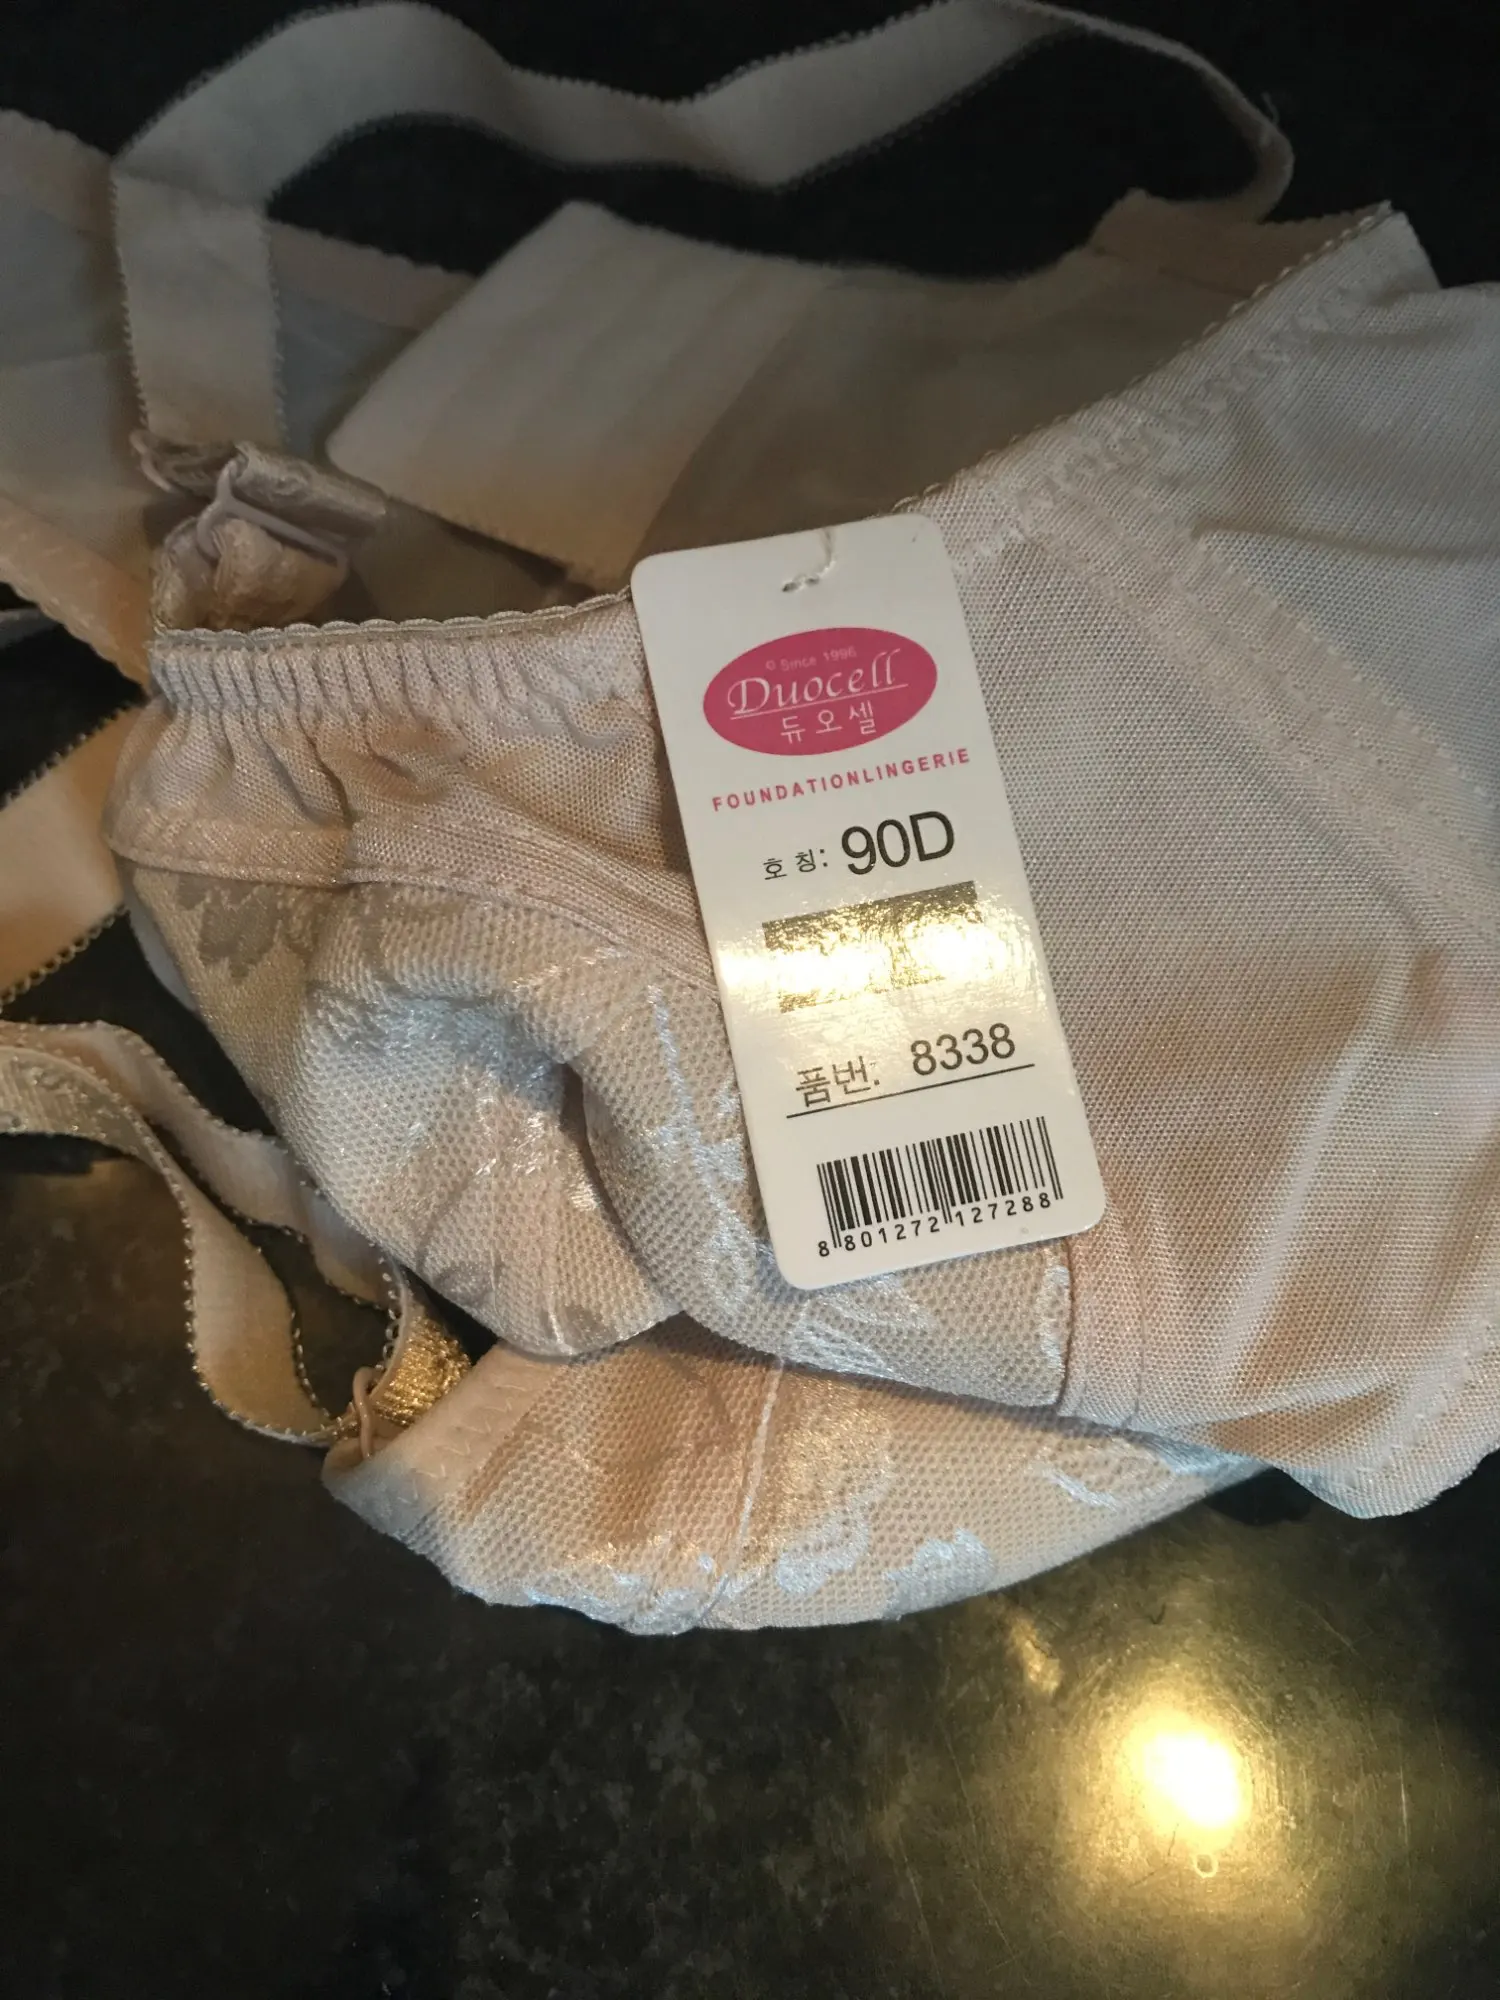 © Since 1996
Duocell
듀오셀
FOUNDATIONLINGERIE
호 칭: 90D
품번: 8338
8 801272 127288